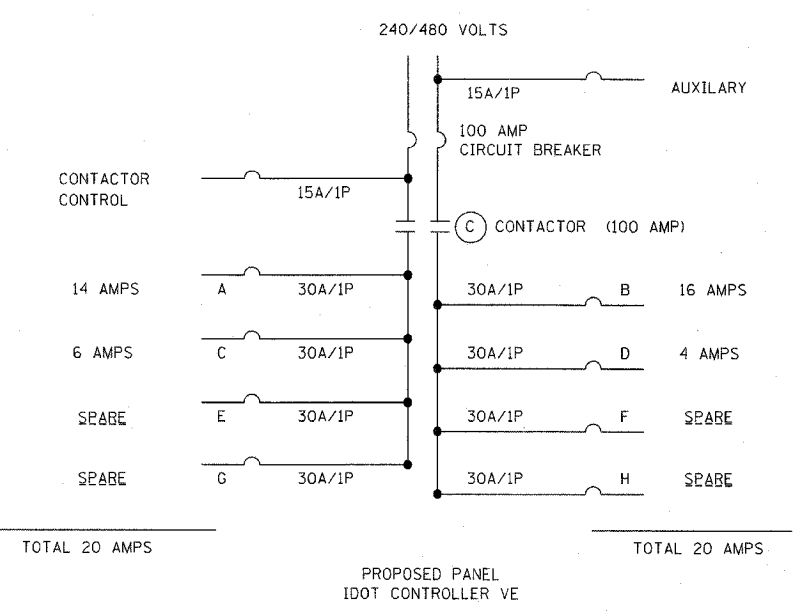 240/480 VOLTS
15A/1P
AUXILARY
100 AMP
CIRCUIT BREAKER
CONTACTOR
CONTROL
15A/1P
C CONTACTOR (100 AMP)
14 AMPS A 30A/1P 30A/1P B 16 AMPS
6 AMPS C 30A/1P 30A/1P D 4 AMPS
SPARE E 30A/1P 30A/1P F SPARE
SPARE G 30A/1P 30A/1P H SPARE
TOTAL 20 AMPS TOTAL 20 AMPS
PROPOSED PANEL
IDOT CONTROLLER VE